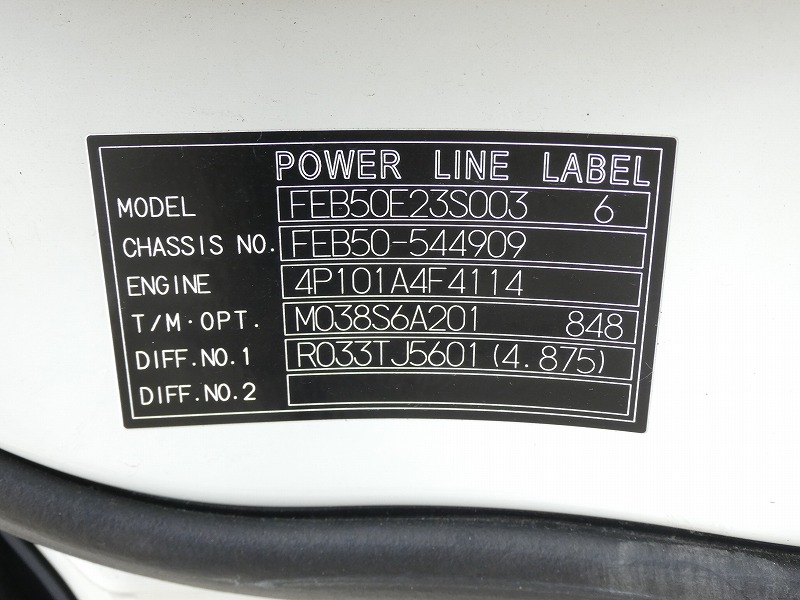 POWER LINE LABEL
MODEL FEB50E23S003 6
CHASSIS NO. FEB50-544909
ENGINE 4P101A4F4114
T/M·OPT. M038S6A201 848
DIFF.NO.1 R033TJ5601(4.875)
DIFF.NO.2